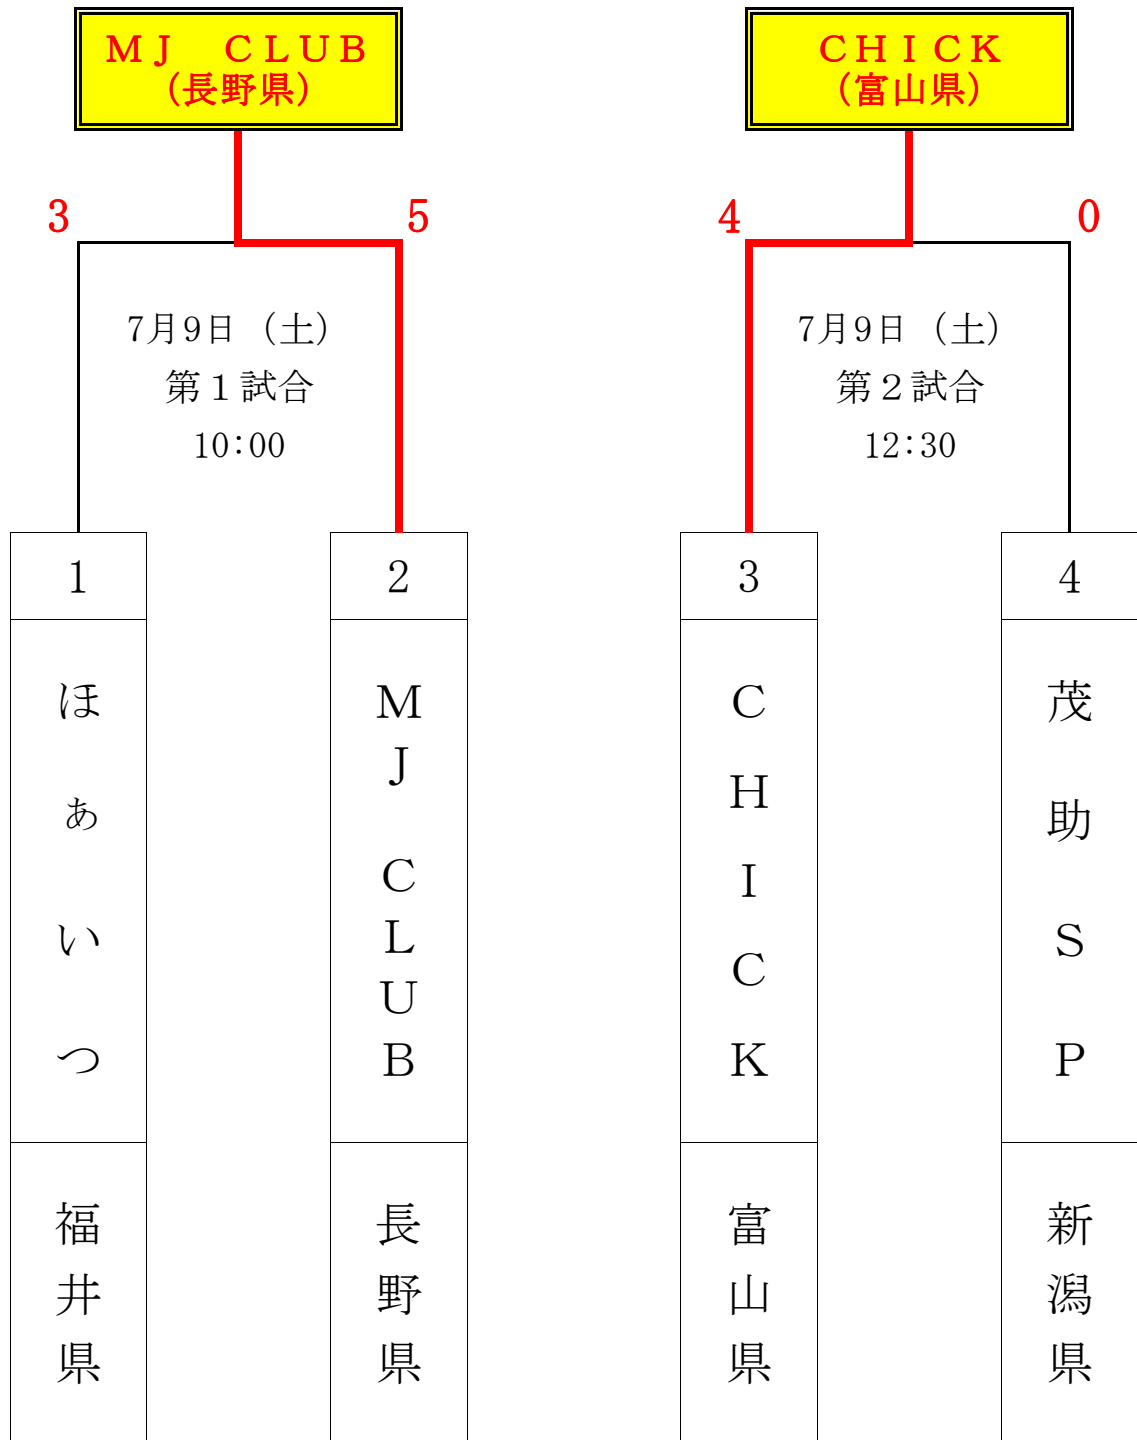 ＭＪ　ＣＬＵＢ
(長野県)
ＣＨＩＣＫ
(富山県)
3
5
4
0
7月9日（土）
第１試合
10:00
7月9日（土）
第２試合
12:30
1
2
3
4
ほぁいつ
ＭＪ　ＣＬＵＢ
ＣＨＩＣＫ
茂助ＳＰ
福井県
長野県
富山県
新潟県